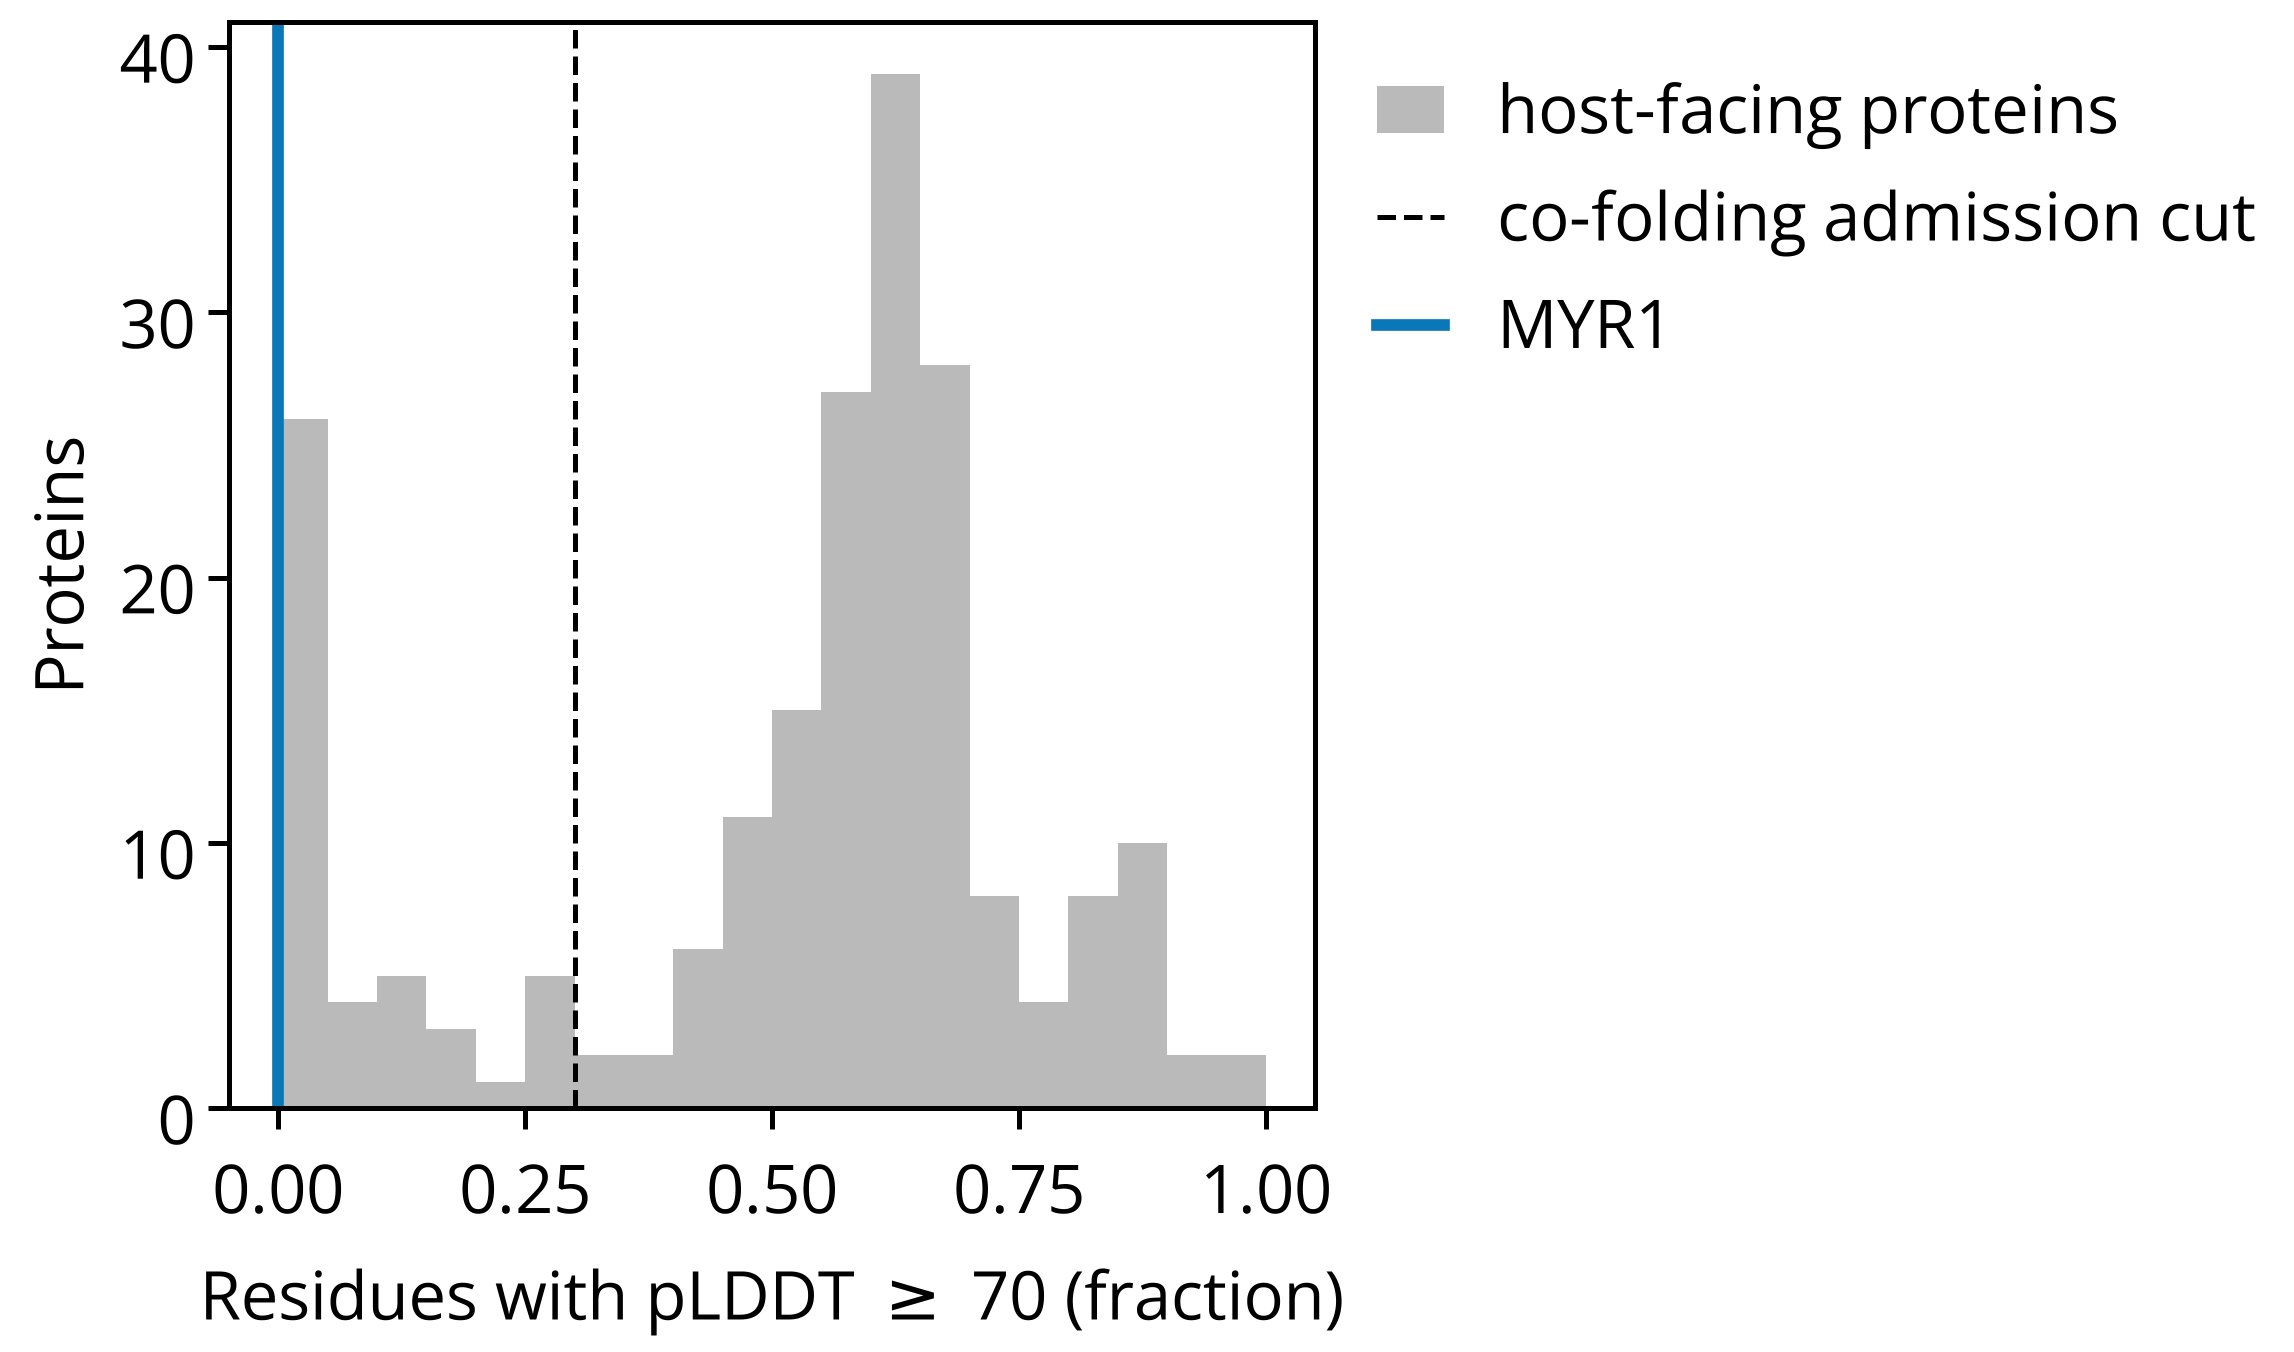 40
30
20
10
0
Proteins
0.00 0.25 0.50 0.75 1.00
Residues with pLDDT ≥ 70 (fraction)
host-facing proteins
co-folding admission cut
MYR1